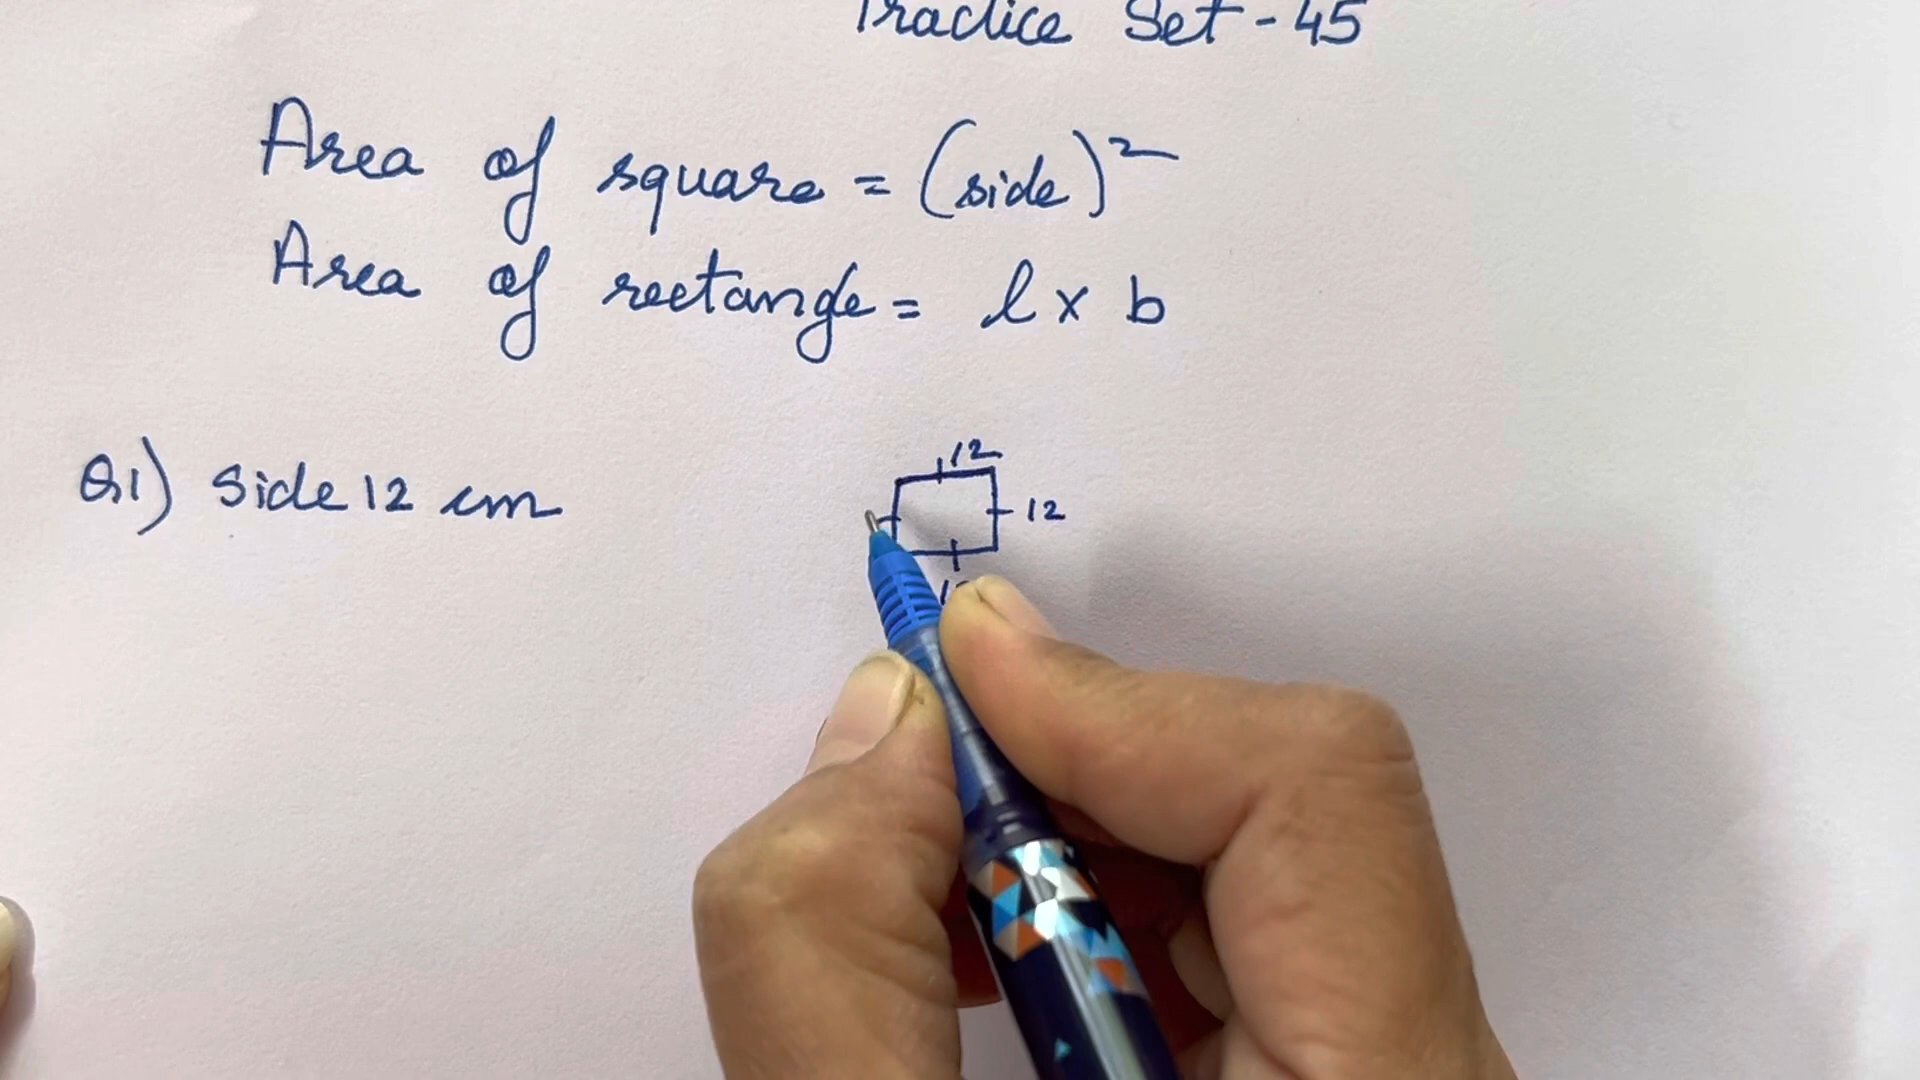 Practice Set - 45
Area of square = (side)²
Area of rectangle = l x b
Q1) Side 12 cm
12
12